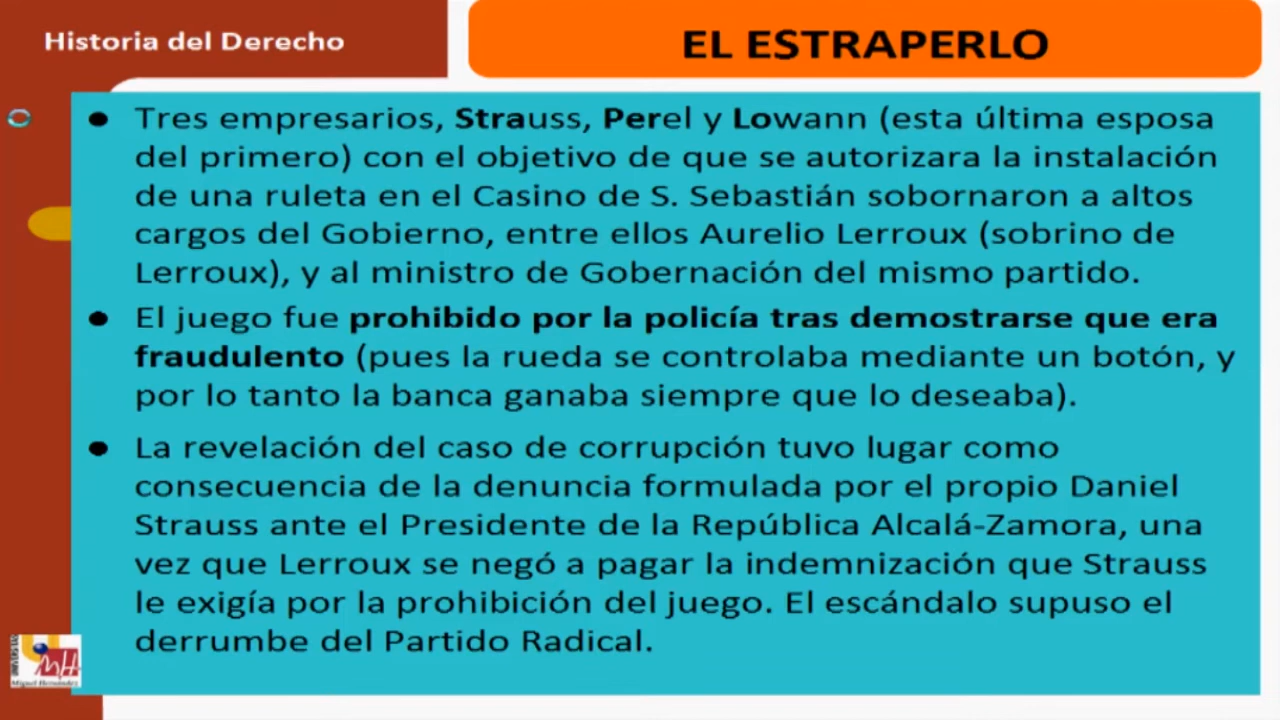 Historia del Derecho
EL ESTRAPERLO
● Tres empresarios, Strauss, Perel y Lowann (esta última esposa
del primero) con el objetivo de que se autorizara la instalación
de una ruleta en el Casino de S. Sebastián sobornaron a altos
cargos del Gobierno, entre ellos Aurelio Lerroux (sobrino de
Lerroux), y al ministro de Gobernación del mismo partido.
● El juego fue prohibido por la policía tras demostrarse que era
fraudulento (pues la rueda se controlaba mediante un botón, y
por lo tanto la banca ganaba siempre que lo deseaba).
● La revelación del caso de corrupción tuvo lugar como
consecuencia de la denuncia formulada por el propio Daniel
Strauss ante el Presidente de la República Alcalá-Zamora, una
vez que Lerroux se negó a pagar la indemnización que Strauss
le exigía por la prohibición del juego. El escándalo supuso el
derrumbe del Partido Radical.
Miguel Hernández